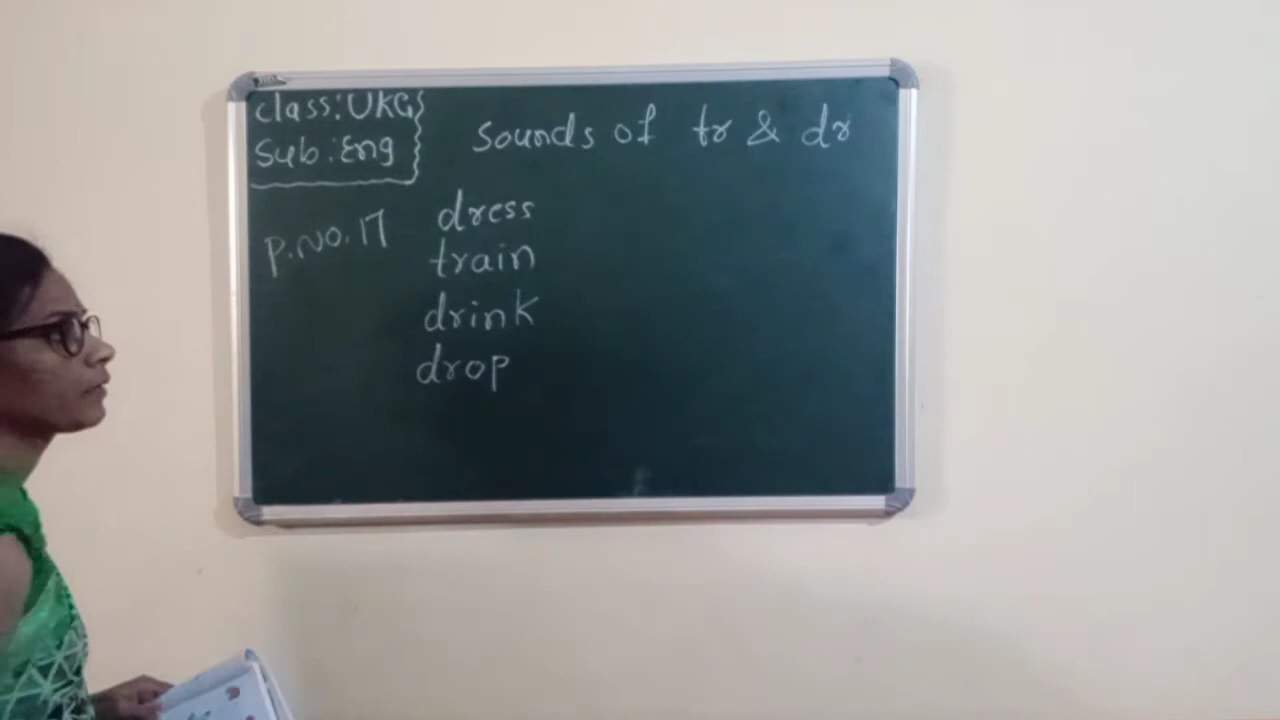 class: UKG
Sub: Eng
Sounds of tr & dr
P.No. 17
dress
train
drink
drop